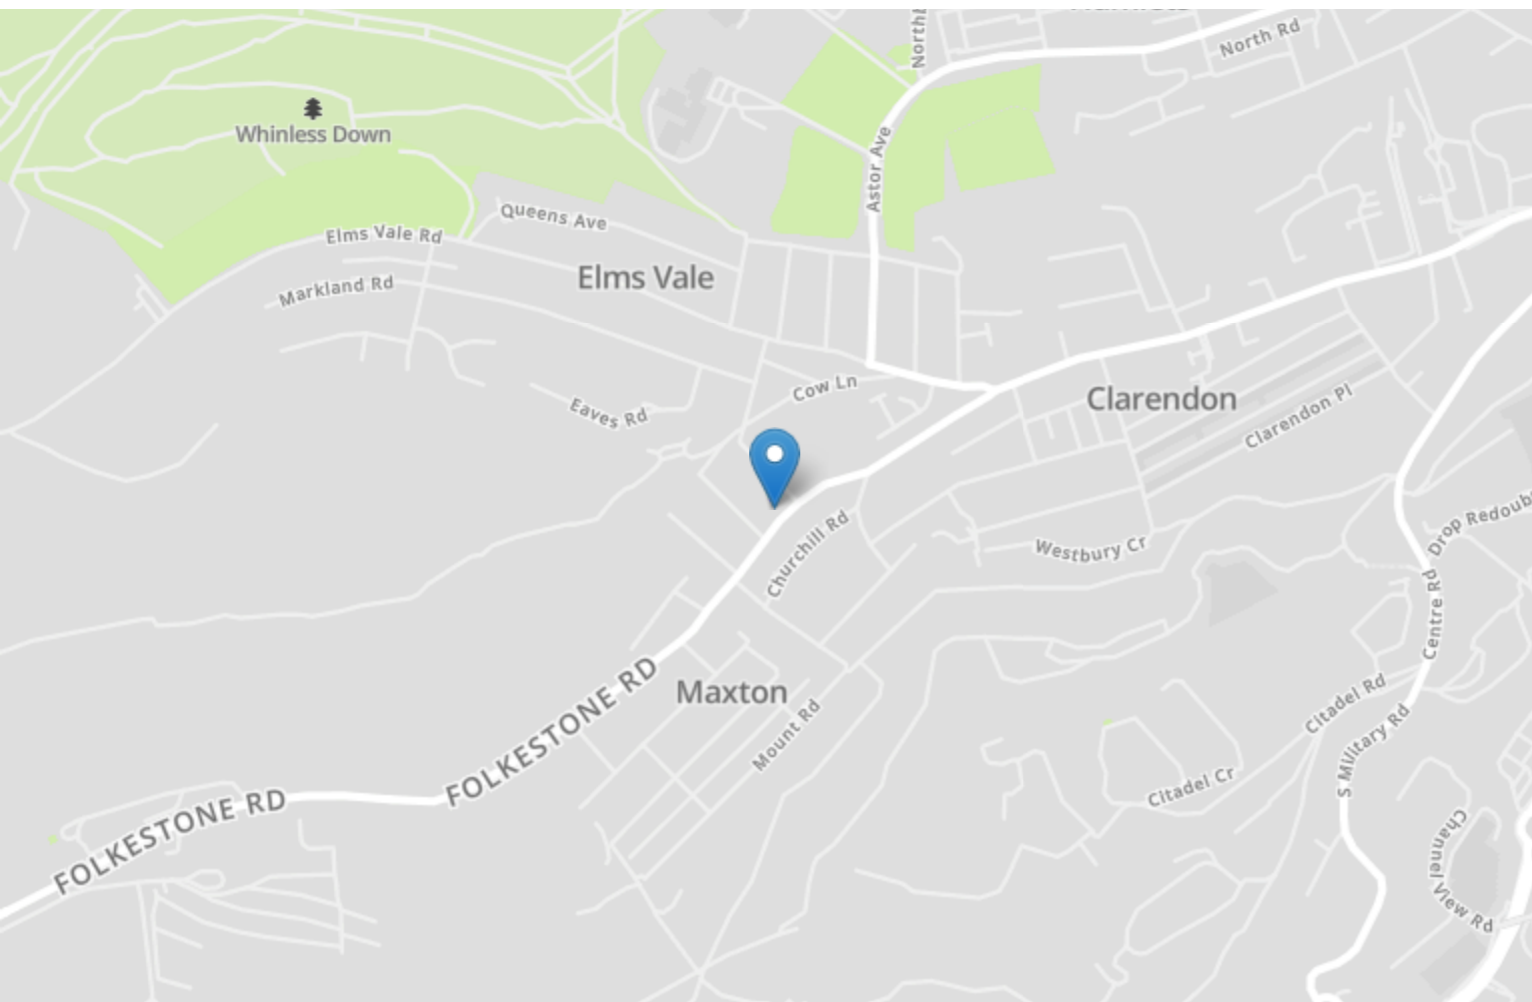 North Rd
Whinless Down
Astor Ave
Queens Ave
Elms Vale Rd
Elms Vale
Markland Rd
Cow Ln
Clarendon
Eaves Rd
Clarendon Pl
Churchill Rd
Westbury Cr
Centre Rd
FOLKESTONE RD
Maxton
Mount Rd
Citadel Rd
S Military Rd
Citadel Cr
FOLKESTONE RD
Channel View Rd